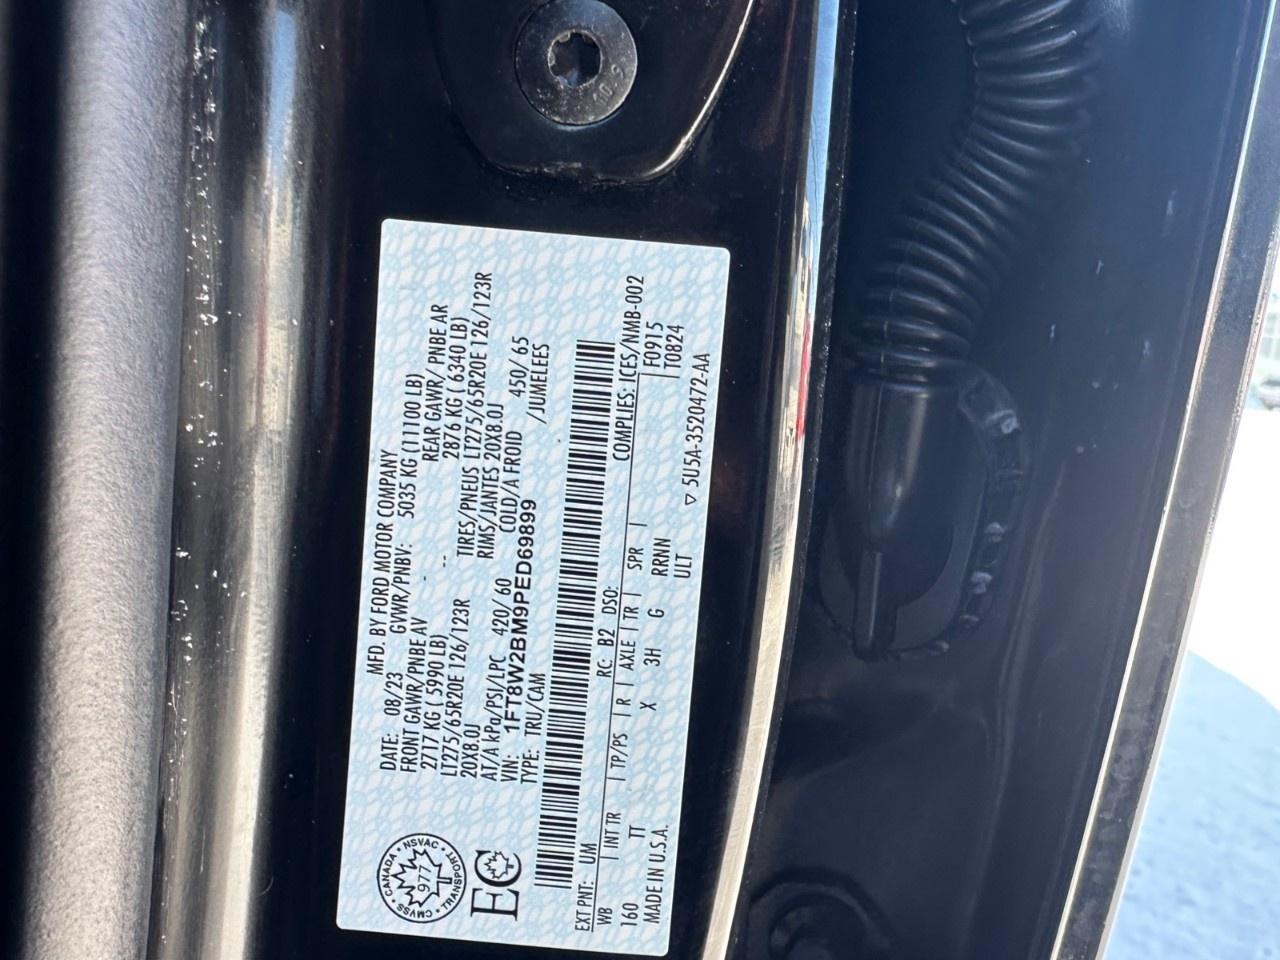 10.9
MFD. BY FORD MOTOR COMPANY
DATE: 08/23 GVWR/PNBV: 5035 KG (11100 LB)
FRONT GAWR/PNBE AV REAR GAWR/ PNBE AR
2717 KG ( 5990 LB) 2876 KG ( 6340 LB)
LT275/65R20E 126/123R TIRES/PNEUS LT275/65R20E 126/123R
20X8.0J RIMS/JANTES 20X8.0J
AT/A kPa/PSI/LPC 420/60 COLD/A FROID 450/65
VIN: 1FT8W2BM9PED69899 /JUMELEES
TYPE: TRU/CAM
CANADA • NSVAC • TRANSPORT • CMVSS •
977
EC
EXT PNT: UM RC: B2 DSO: COMPLIES: ICES/NMB-002
WB | INT TR | TP/PS | R | AXLE | TR | SPR | F0915
160 TT X 3H G RRNN T0824
MADE IN U.S.A. ULT
▽ 5U5A-3520472-AA